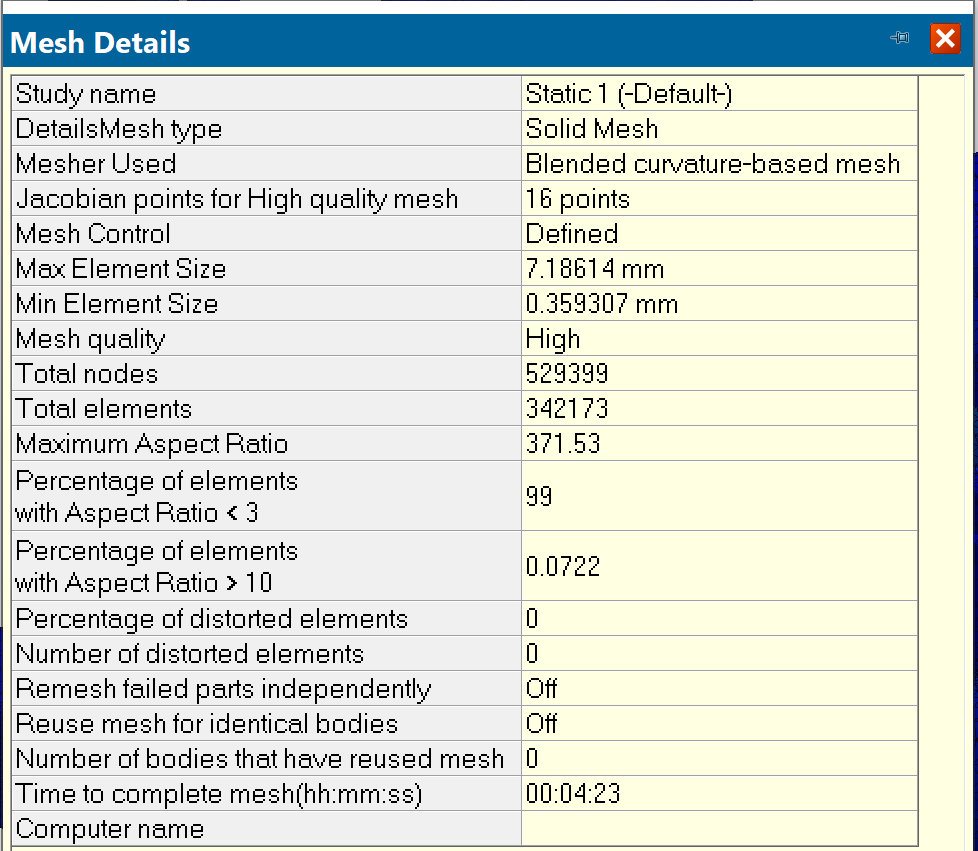 Mesh Details
Study name Static 1 (-Default-)
DetailsMesh type Solid Mesh
Mesher Used Blended curvature-based mesh
Jacobian points for High quality mesh 16 points
Mesh Control Defined
Max Element Size 7.18614 mm
Min Element Size 0.359307 mm
Mesh quality High
Total nodes 529399
Total elements 342173
Maximum Aspect Ratio 371.53
Percentage of elements
with Aspect Ratio < 3 99
Percentage of elements
with Aspect Ratio > 10 0.0722
Percentage of distorted elements 0
Number of distorted elements 0
Remesh failed parts independently Off
Reuse mesh for identical bodies Off
Number of bodies that have reused mesh 0
Time to complete mesh(hh:mm:ss) 00:04:23
Computer name